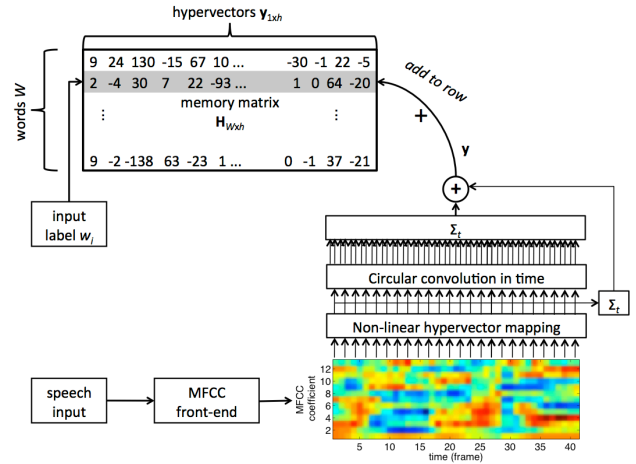 hypervectors y1xh
9 24 130 -15 67 10 ... -30 -1 22 -5
2 -4 30 7 22 -93 ... 1 0 64 -20
memory matrix
HWxh
⋮ ⋮
9 -2 -138 63 -23 1 ... 0 -1 37 -21
words W
add to row
+
y
+
input
label wi
Σt
Circular convolution in time
Σt
Non-linear hypervector mapping
speech
input
MFCC
front-end
MFCC
coefficient
12
10
8
6
4
2
5 10 15 20 25 30 35 40
time (frame)